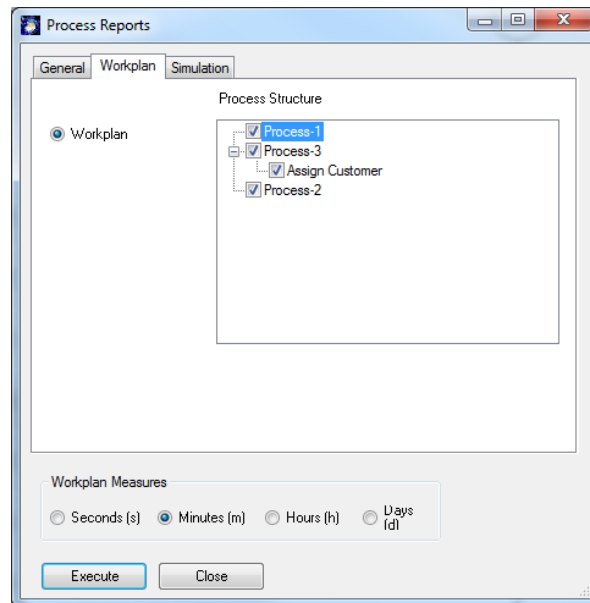 Process Reports
General Workplan Simulation
Process Structure
Workplan
Process-1
Process-3
Assign Customer
Process-2
Workplan Measures
Seconds (s) Minutes (m) Hours (h) Days (d)
Execute Close